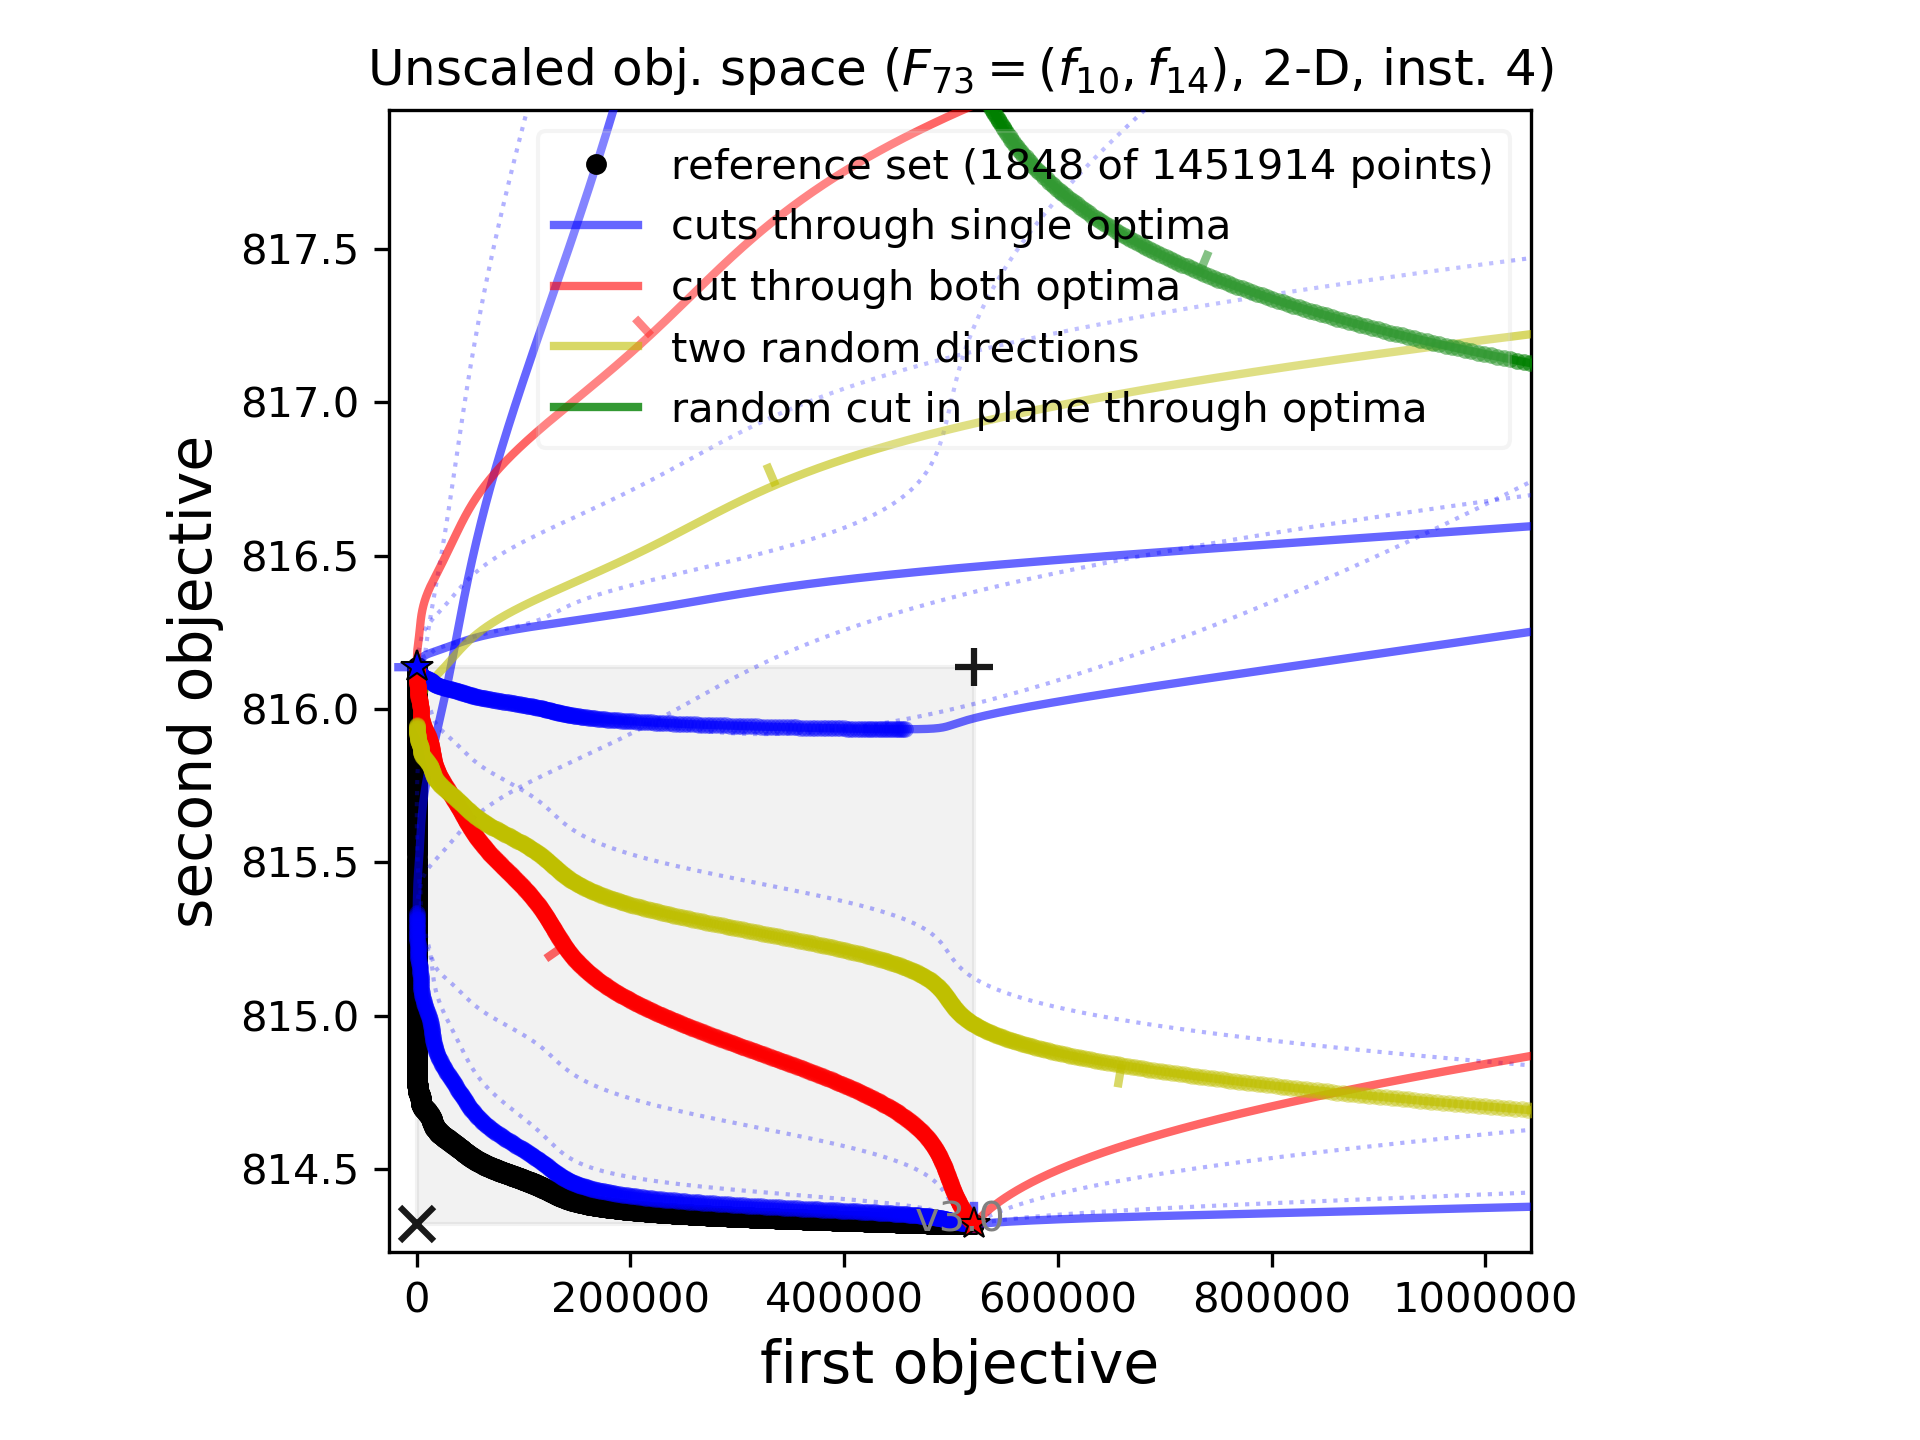 Unscaled obj. space (F73 = (f10, f14), 2-D, inst. 4)
reference set (1848 of 1451914 points)
cuts through single optima
cut through both optima
two random directions
random cut in plane through optima
second objective
817.5
817.0
816.5
816.0
815.5
815.0
814.5
v3.0
0 200000 400000 600000 800000 1000000
first objective